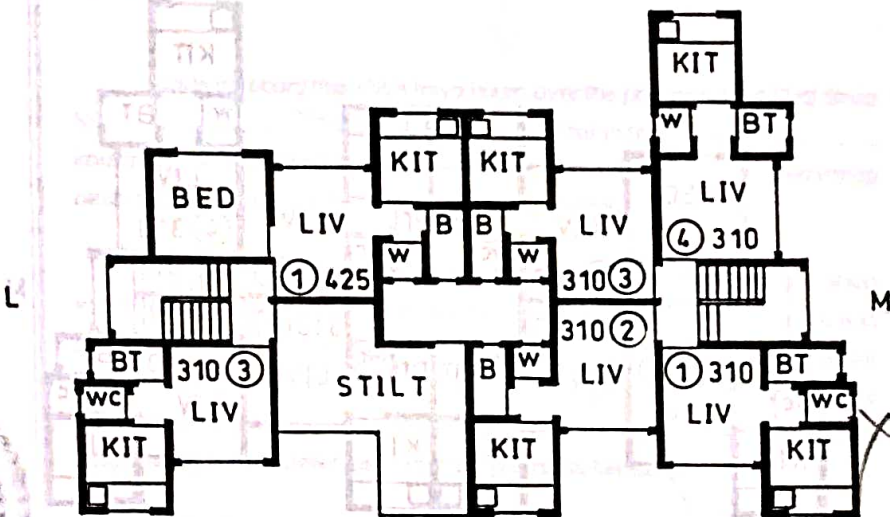 KIT
W BT
KIT KIT
BED LIV
LIV B B LIV
④ 310
W W
① 425 310 ③
L M
310 ②
BT 310 ③ STILT B W LIV ① 310 BT
WC LIV LIV WC
KIT KIT KIT